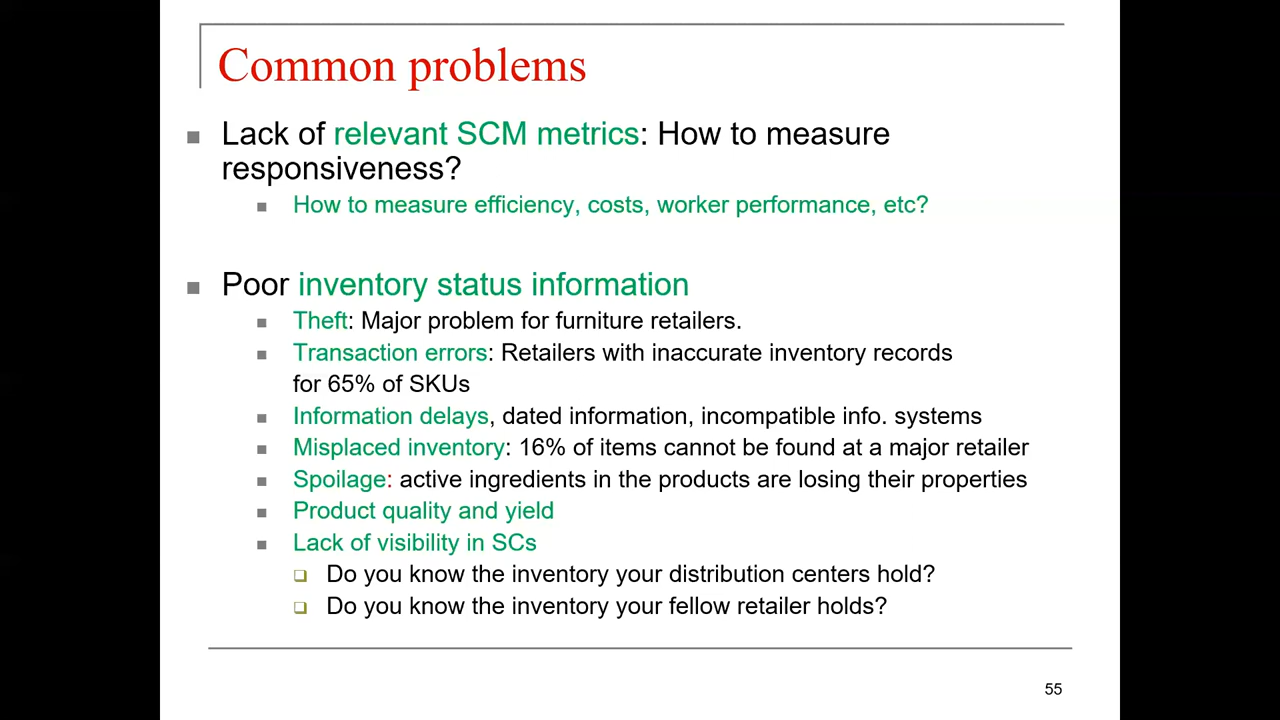 Common problems
Lack of relevant SCM metrics: How to measure
responsiveness?
How to measure efficiency, costs, worker performance, etc?
Poor inventory status information
Theft: Major problem for furniture retailers.
Transaction errors: Retailers with inaccurate inventory records
for 65% of SKUs
Information delays, dated information, incompatible info. systems
Misplaced inventory: 16% of items cannot be found at a major retailer
Spoilage: active ingredients in the products are losing their properties
Product quality and yield
Lack of visibility in SCs
Do you know the inventory your distribution centers hold?
Do you know the inventory your fellow retailer holds?
55